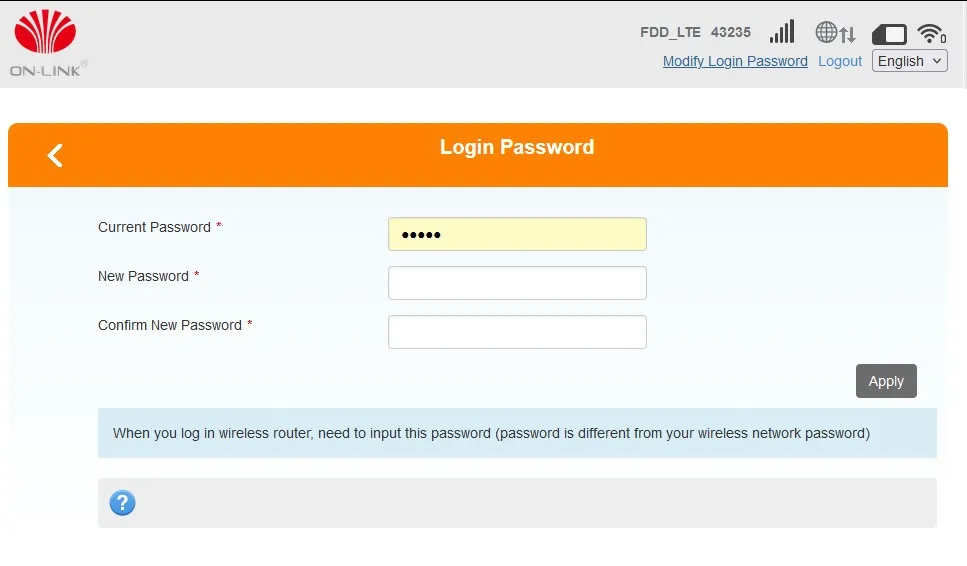 FDD_LTE 43235
ON-LINK®
Modify Login Password Logout English
Login Password
Current Password *
•••••
New Password *
Confirm New Password *
Apply
When you log in wireless router, need to input this password (password is different from your wireless network password)
?